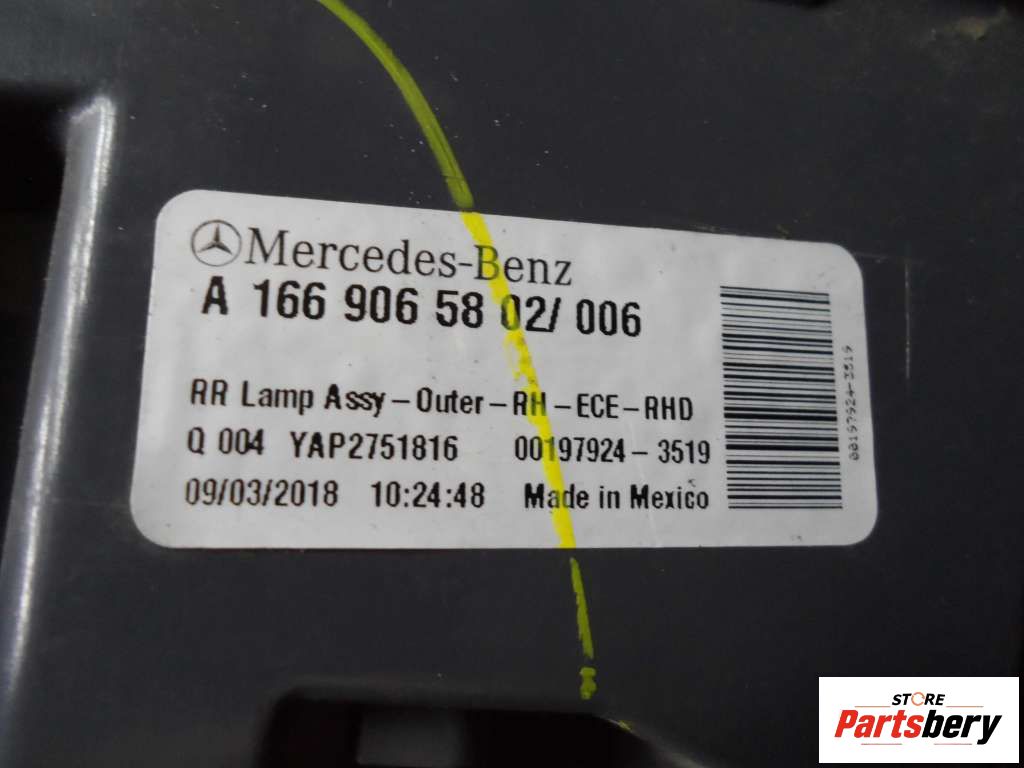 Mercedes-Benz
A 166 906 58 02/ 006
RR Lamp Assy-Outer-RH-ECE-RHD
Q 004 YAP2751816 00197924-3519
09/03/2018 10:24:48 Made in Mexico
00197924-3519
STORE
Partsbery